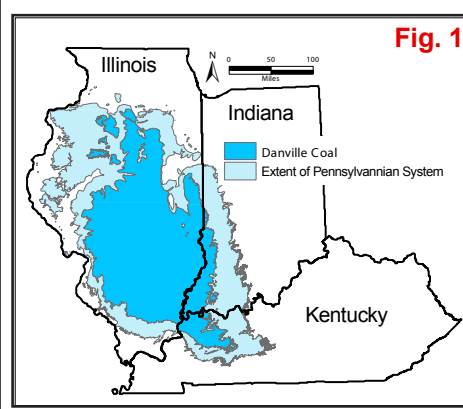 Fig. 1
Illinois
N
0 50 100
Miles
Indiana
Danville Coal
Extent of Pennsylvannian System
Kentucky